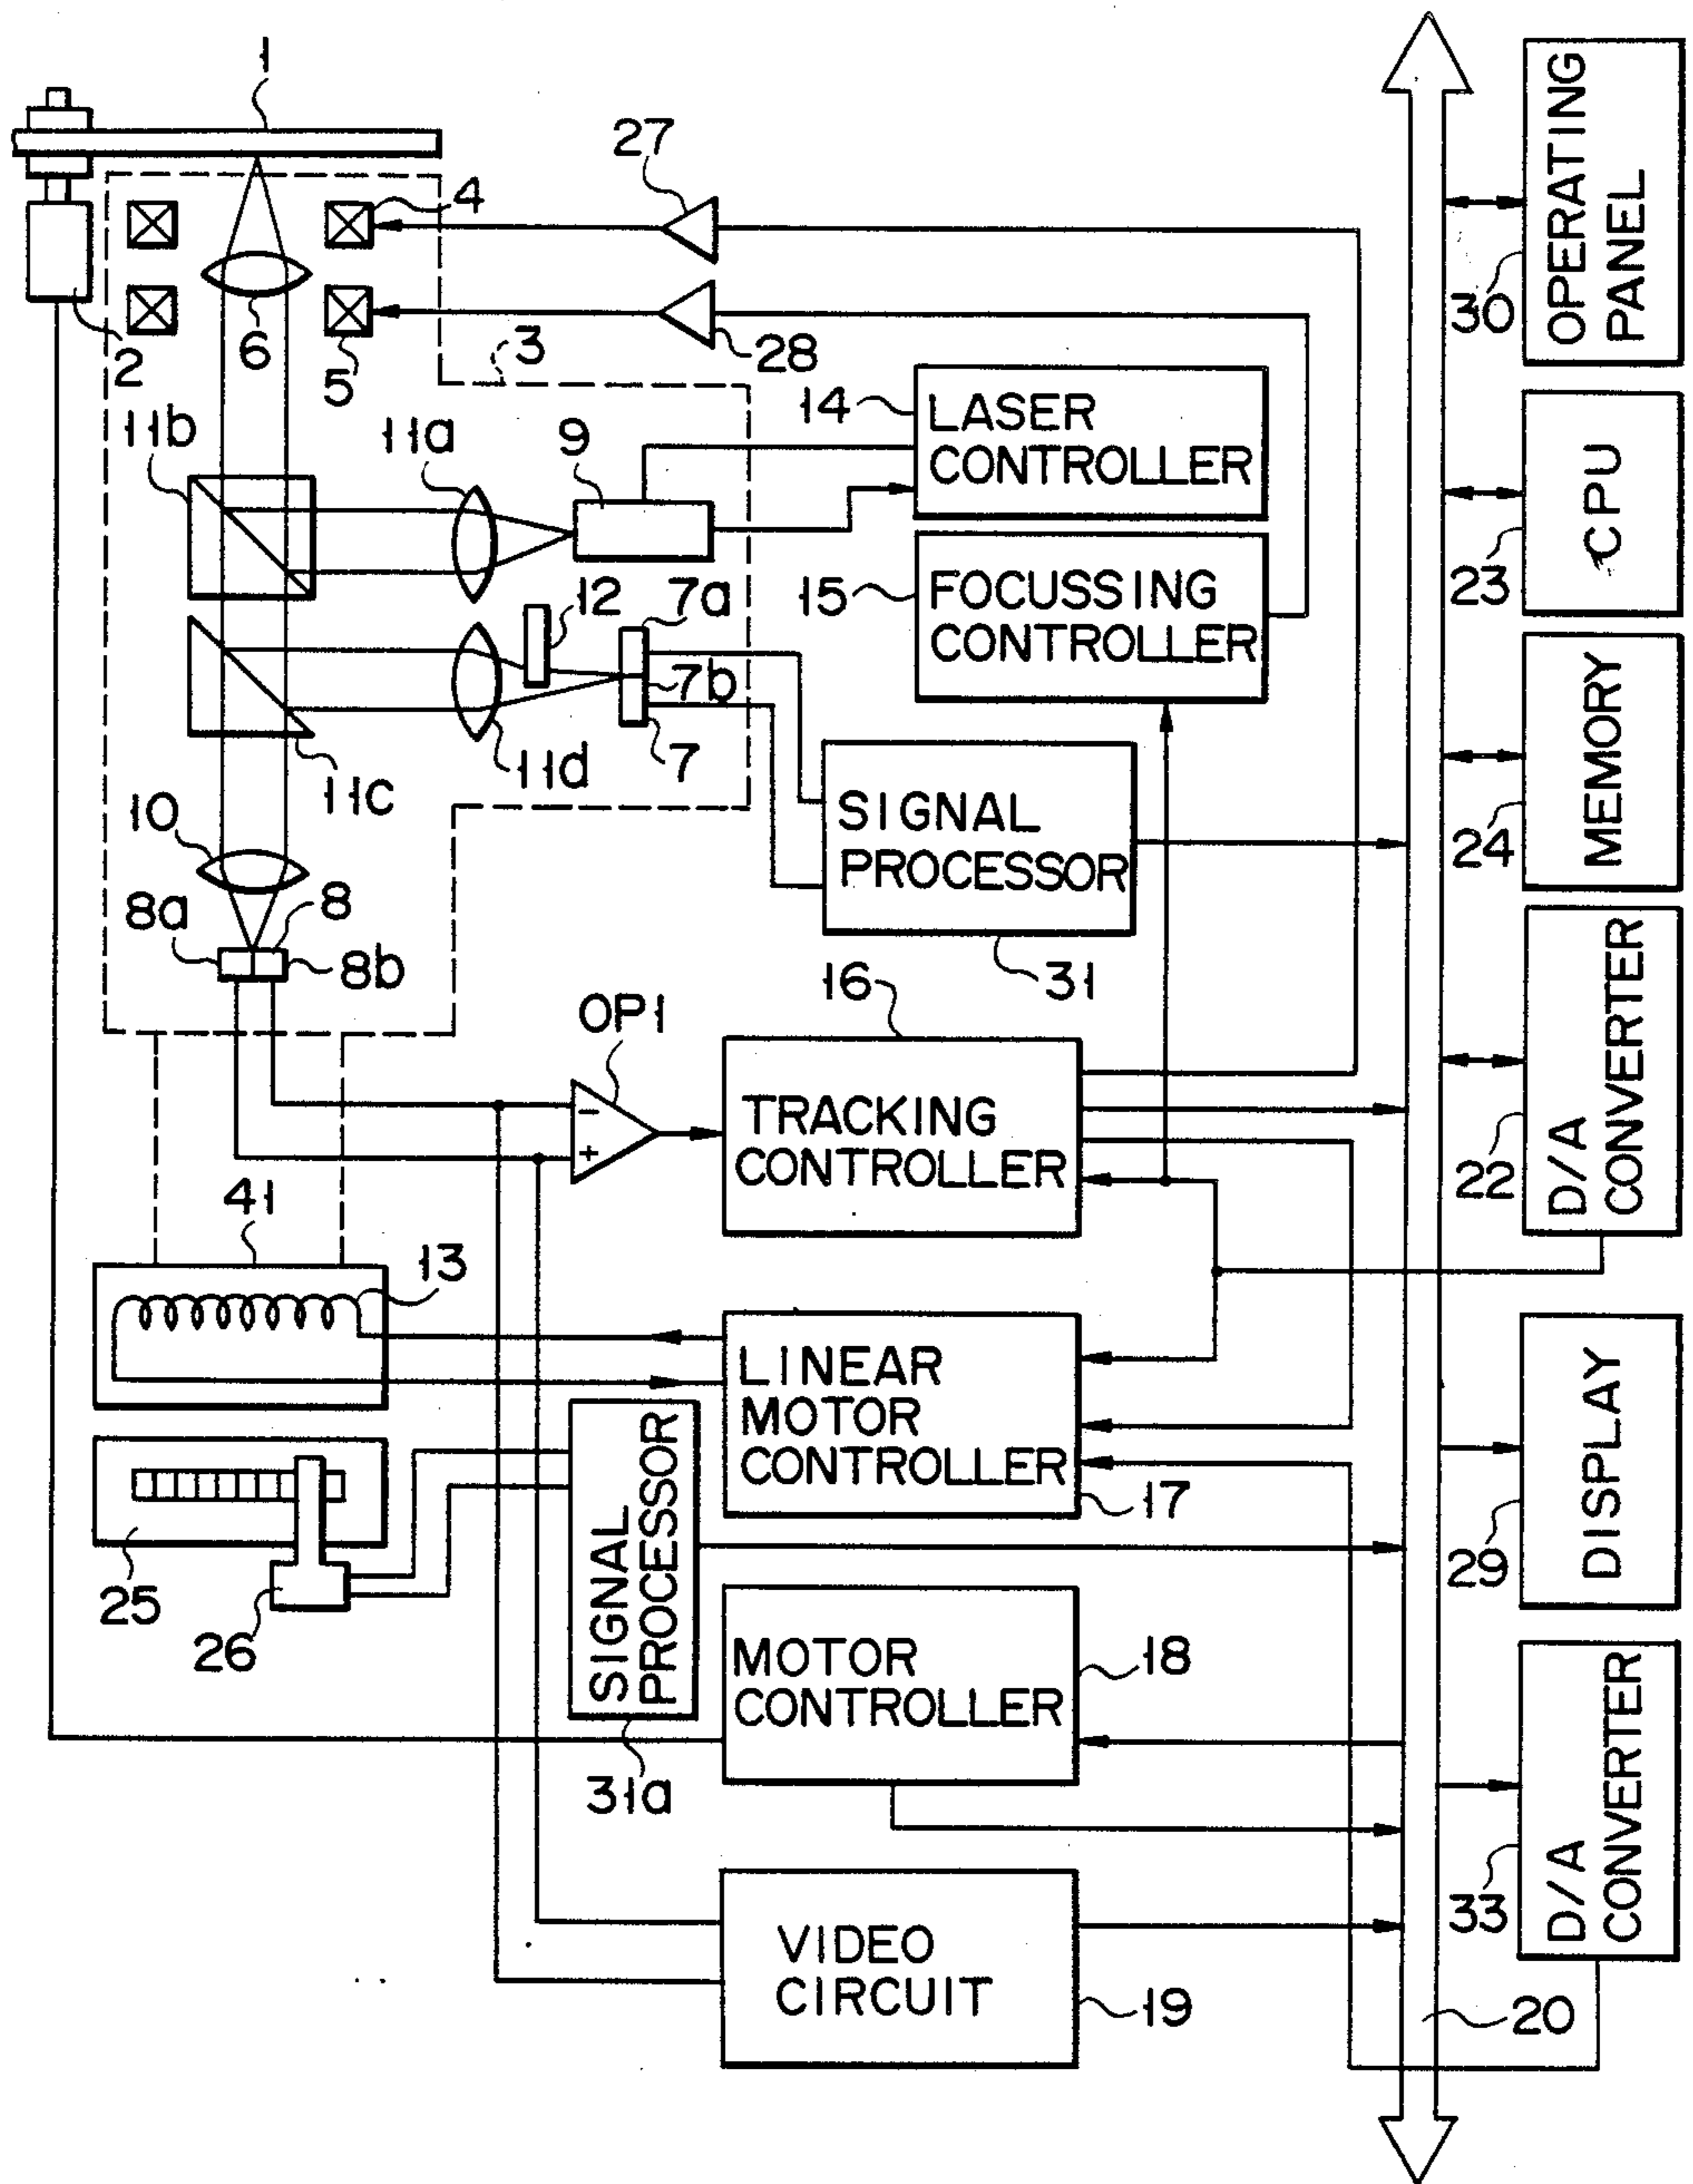 1
27
4
6
2
5
3
28
11b
11a
9
14
LASER
CONTROLLER
12
7a
15
FOCUSSING
CONTROLLER
7b
7
11d
11c
10
SIGNAL
PROCESSOR
8a
8
8b
31
16
OP1
−
+
TRACKING
CONTROLLER
41
13
LINEAR
MOTOR
CONTROLLER
17
25
26
SIGNAL
PROCESSOR
31a
MOTOR
CONTROLLER
18
VIDEO
CIRCUIT
19
20
OPERATING
PANEL
30
CPU
23
MEMORY
24
D/A
CONVERTER
22
DISPLAY
29
D/A
CONVERTER
33